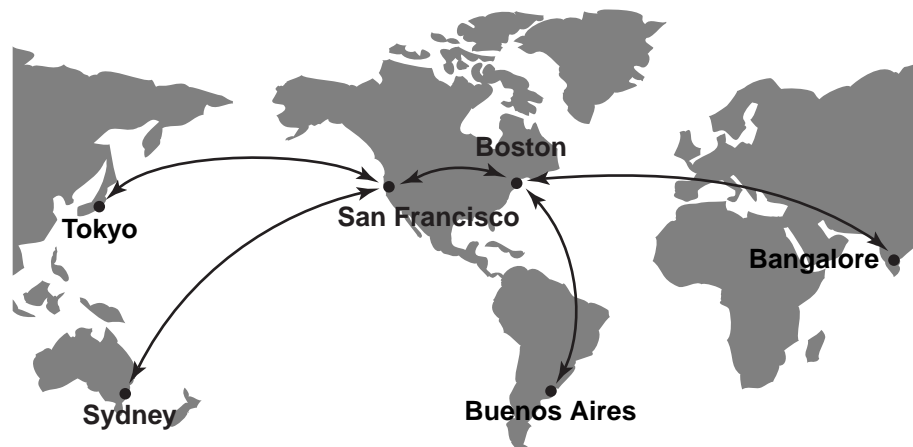 Boston
San Francisco
Tokyo
Bangalore
Sydney
Buenos Aires